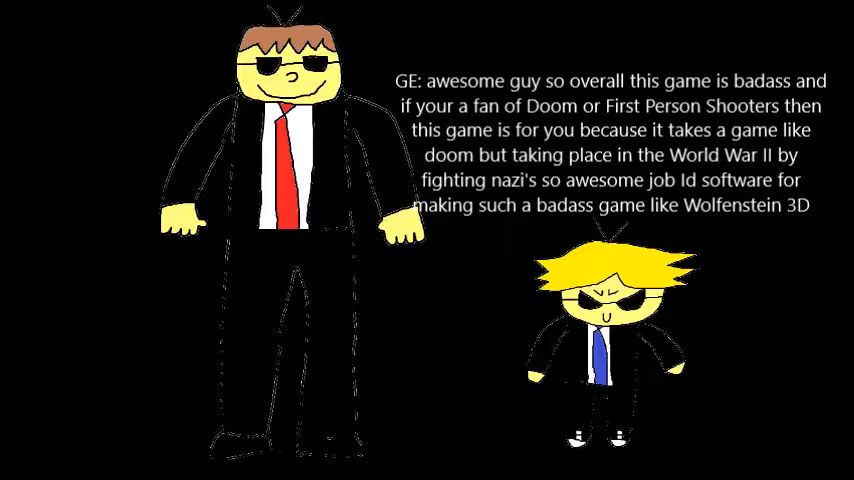 GE: awesome guy so overall this game is badass and
if your a fan of Doom or First Person Shooters then
this game is for you because it takes a game like
doom but taking place in the World War II by
fighting nazi's so awesome job Id software for
making such a badass game like Wolfenstein 3D